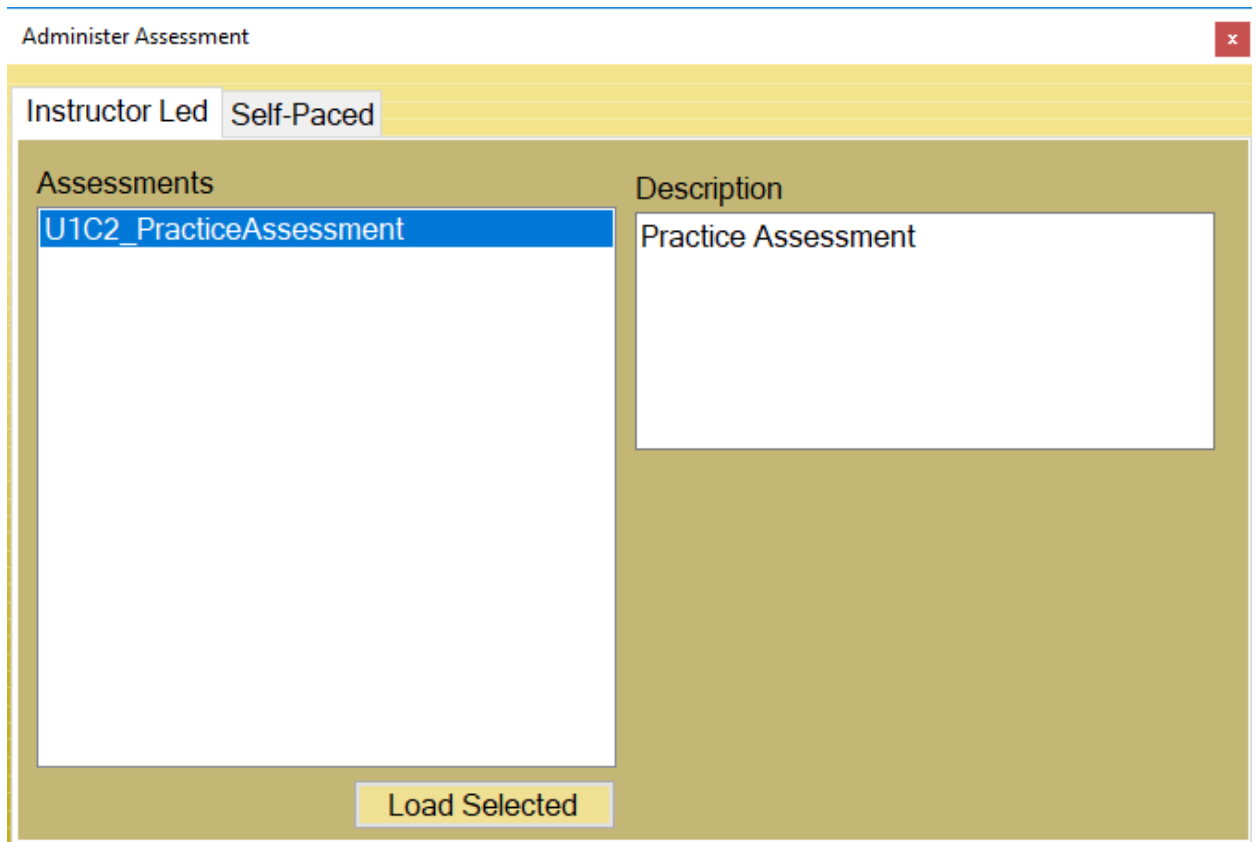 Administer Assessment
x
Instructor Led
Self-Paced
Assessments
U1C2_PracticeAssessment
Description
Practice Assessment
Load Selected